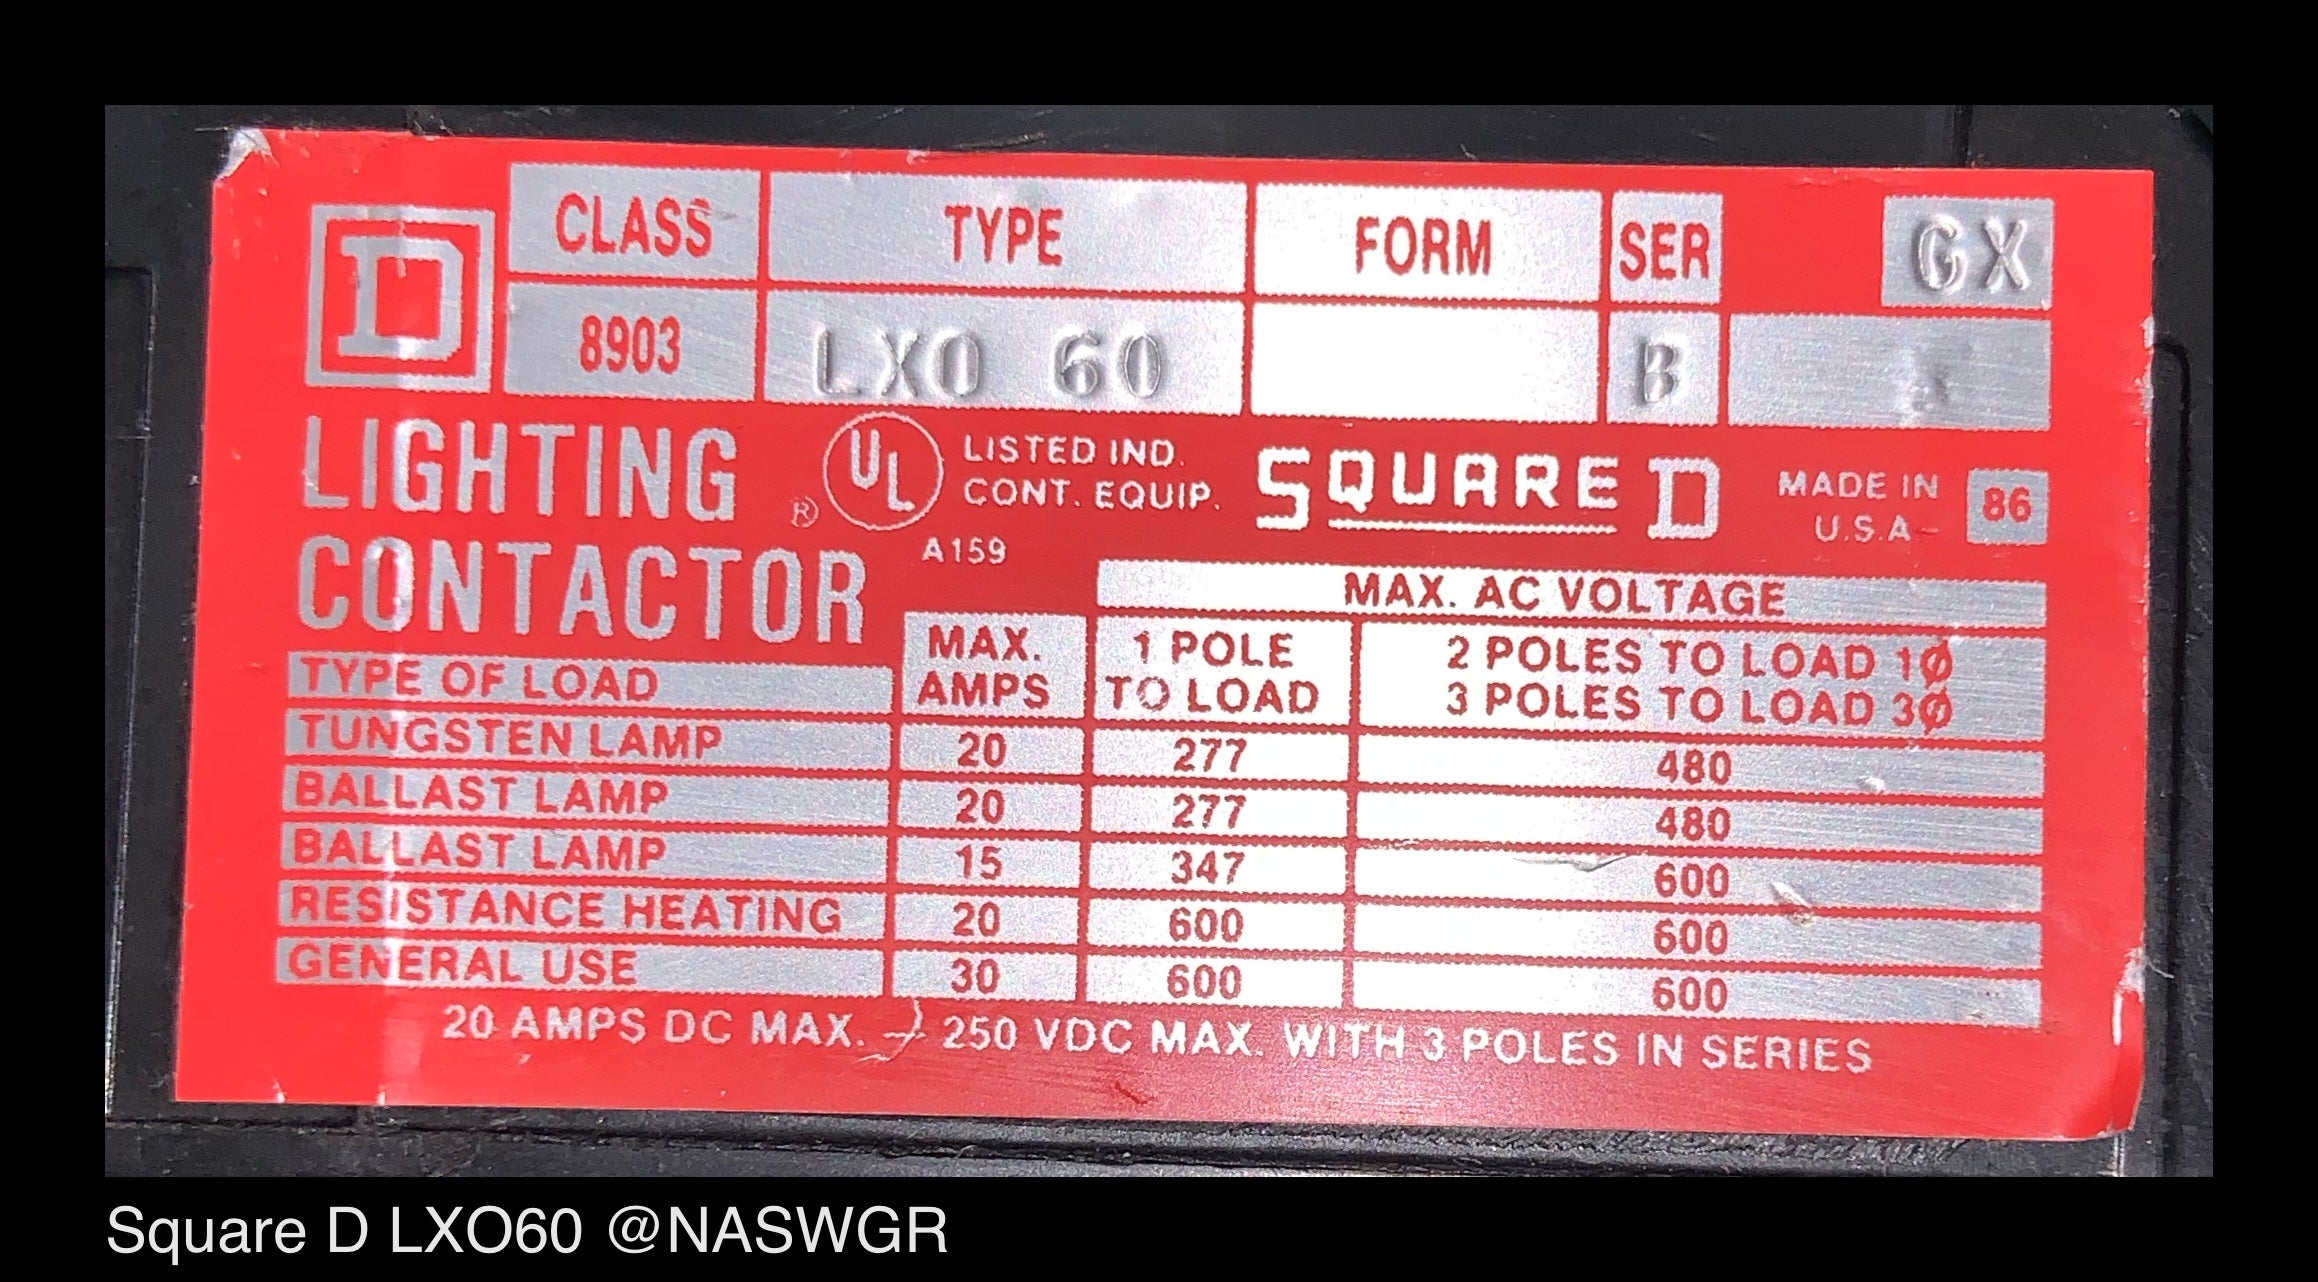 D CLASS TYPE FORM SER GX
8903 LXO 60 B
LIGHTING
CONTACTOR
® UL LISTED IND.
CONT. EQUIP.
A159
SQUARE D
MADE IN
U.S.A
86
MAX. AC VOLTAGE
TYPE OF LOAD MAX. AMPS 1 POLE TO LOAD 2 POLES TO LOAD 1Ø
3 POLES TO LOAD 3Ø
TUNGSTEN LAMP 20 277 480
BALLAST LAMP 20 277 480
BALLAST LAMP 15 347 600
RESISTANCE HEATING 20 600 600
GENERAL USE 30 600 600
20 AMPS DC MAX. - 250 VDC MAX. WITH 3 POLES IN SERIES
Square D LXO60 @NASWGR